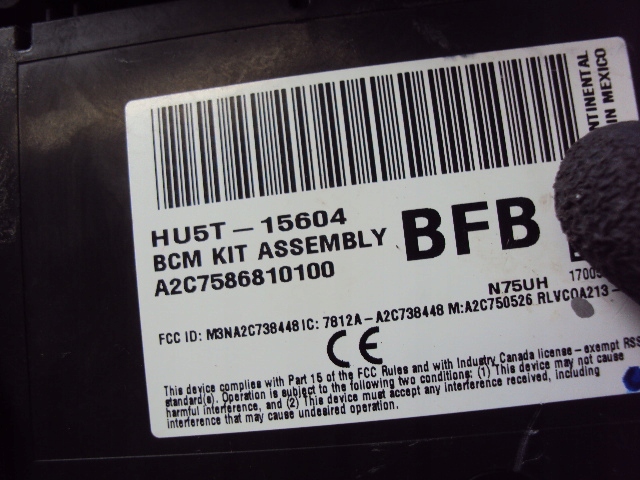 CONTINENTAL
IN MEXICO
HU5T-15604
BFB
BCM KIT ASSEMBLY
A2C7586810100
N75UH
FCC ID: M3NA2C738448 IC: 7812A-A2C738448 M:A2C750526 RLVCOA213-
CE
This device complies with Part 15 of the FCC Rules and with Industry Canada license-exempt RSS
standard(s). Operation is subject to the following two conditions: (1) This device may not cause
harmful interference, and (2) This device must accept any interference received, including
interference that may cause undesired operation.